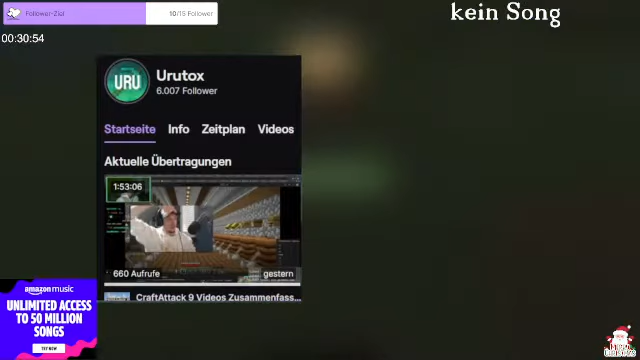 Follower-Ziel
10/15 Follower
kein Song
00:30:54
URU
Urutox
6.007 Follower
Startseite Info Zeitplan Videos
Aktuelle Übertragungen
1:53:06
660 Aufrufe
gestern
CraftAttack 9 Videos Zusammenfass...
amazon music
UNLIMITED ACCESS
TO 50 MILLION
SONGS
TRY NOW